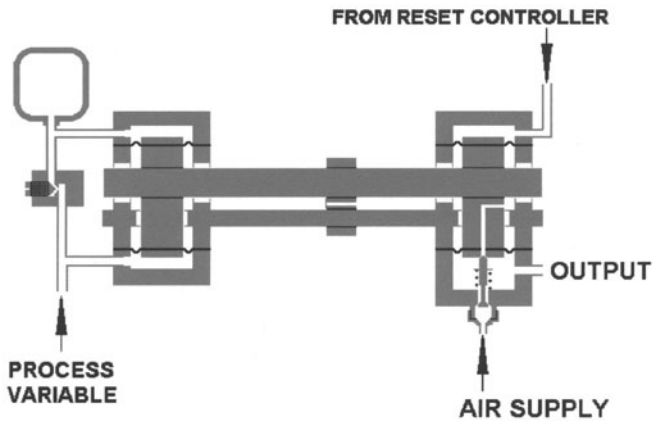 FROM RESET CONTROLLER
OUTPUT
PROCESS
VARIABLE
AIR SUPPLY